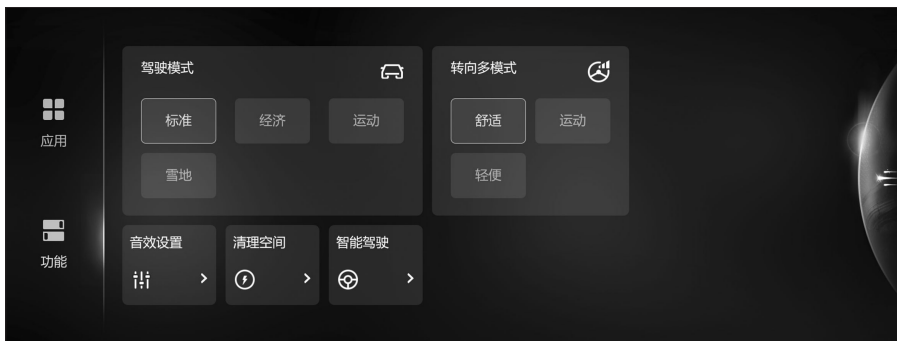 驾驶模式
转向多模式
标准
经济
运动
舒适
运动
应用
雪地
轻便
音效设置
清理空间
智能驾驶
功能